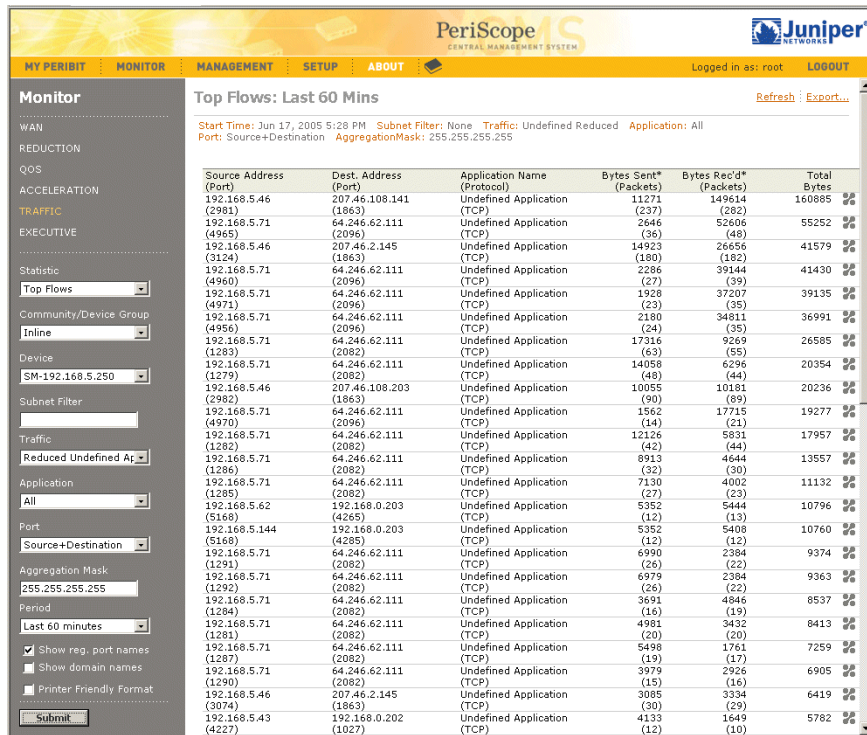 PeriScope
CENTRAL MANAGEMENT SYSTEM
CMS
Juniper
NETWORKS
MY PERIBIT MONITOR MANAGEMENT SETUP ABOUT Logged in as: root LOGOUT
Monitor
WAN
REDUCTION
QOS
ACCELERATION
TRAFFIC
EXECUTIVE
Statistic
Top Flows
Community/Device Group
Inline
Device
SM-192.168.5.250
Subnet Filter
Traffic
Reduced Undefined Ap
Application
All
Port
Source+Destination
Aggregation Mask
255.255.255.255
Period
Last 60 minutes
Show reg. port names
Show domain names
Printer Friendly Format
Submit
Top Flows: Last 60 Mins
Refresh Export...
Start Time: Jun 17, 2005 5:28 PM Subnet Filter: None Traffic: Undefined Reduced Application: All
Port: Source+Destination AggregationMask: 255.255.255.255
Source Address Dest. Address Application Name Bytes Sent* Bytes Rec'd* Total
(Port) (Port) (Protocol) (Packets) (Packets) Bytes
192.168.5.46 207.46.108.141 Undefined Application 11271 149614 160885
(2981) (1863) (TCP) (237) (282)
192.168.5.71 64.246.62.111 Undefined Application 2646 52606 55252
(4965) (2096) (TCP) (36) (48)
192.168.5.46 207.46.2.145 Undefined Application 14923 26656 41579
(3124) (1863) (TCP) (180) (182)
192.168.5.71 64.246.62.111 Undefined Application 2286 39144 41430
(4960) (2096) (TCP) (27) (39)
192.168.5.71 64.246.62.111 Undefined Application 1928 37207 39135
(4971) (2096) (TCP) (23) (35)
192.168.5.71 64.246.62.111 Undefined Application 2180 34811 36991
(4956) (2096) (TCP) (24) (35)
192.168.5.71 64.246.62.111 Undefined Application 17316 9269 26585
(1283) (2082) (TCP) (63) (55)
192.168.5.71 64.246.62.111 Undefined Application 14058 6296 20354
(1279) (2082) (TCP) (48) (44)
192.168.5.46 207.46.108.203 Undefined Application 10055 10181 20236
(2982) (1863) (TCP) (90) (89)
192.168.5.71 64.246.62.111 Undefined Application 1562 17715 19277
(4970) (2096) (TCP) (14) (21)
192.168.5.71 64.246.62.111 Undefined Application 12126 5831 17957
(1282) (2082) (TCP) (42) (44)
192.168.5.71 64.246.62.111 Undefined Application 8913 4644 13557
(1286) (2082) (TCP) (32) (30)
192.168.5.71 64.246.62.111 Undefined Application 7130 4002 11132
(1285) (2082) (TCP) (27) (23)
192.168.5.62 192.168.0.203 Undefined Application 5352 5444 10796
(5168) (4265) (TCP) (12) (13)
192.168.5.144 192.168.0.203 Undefined Application 5352 5408 10760
(5168) (4285) (TCP) (12) (12)
192.168.5.71 64.246.62.111 Undefined Application 6990 2384 9374
(1291) (2082) (TCP) (26) (22)
192.168.5.71 64.246.62.111 Undefined Application 6979 2384 9363
(1292) (2082) (TCP) (26) (22)
192.168.5.71 64.246.62.111 Undefined Application 3691 4846 8537
(1284) (2082) (TCP) (16) (19)
192.168.5.71 64.246.62.111 Undefined Application 4981 3432 8413
(1281) (2082) (TCP) (20) (20)
192.168.5.71 64.246.62.111 Undefined Application 5498 1761 7259
(1287) (2082) (TCP) (19) (17)
192.168.5.71 64.246.62.111 Undefined Application 3979 2926 6905
(1290) (2082) (TCP) (15) (16)
192.168.5.46 207.46.2.145 Undefined Application 3085 3334 6419
(3074) (1863) (TCP) (30) (29)
192.168.5.43 192.168.0.202 Undefined Application 4133 1649 5782
(4227) (1027) (TCP) (12) (10)